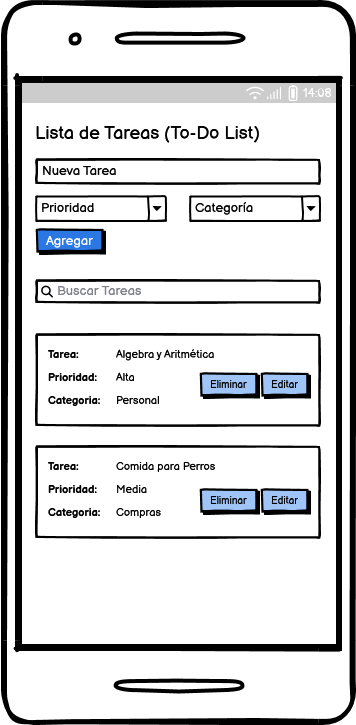 14:08
Lista de Tareas (To-Do List)
Nueva Tarea
Prioridad Categoría
Agregar
Buscar Tareas
Tarea: Algebra y Aritmética
Prioridad: Alta Eliminar Editar
Categoria: Personal
Tarea: Comida para Perros
Prioridad: Media Eliminar Editar
Categoria: Compras